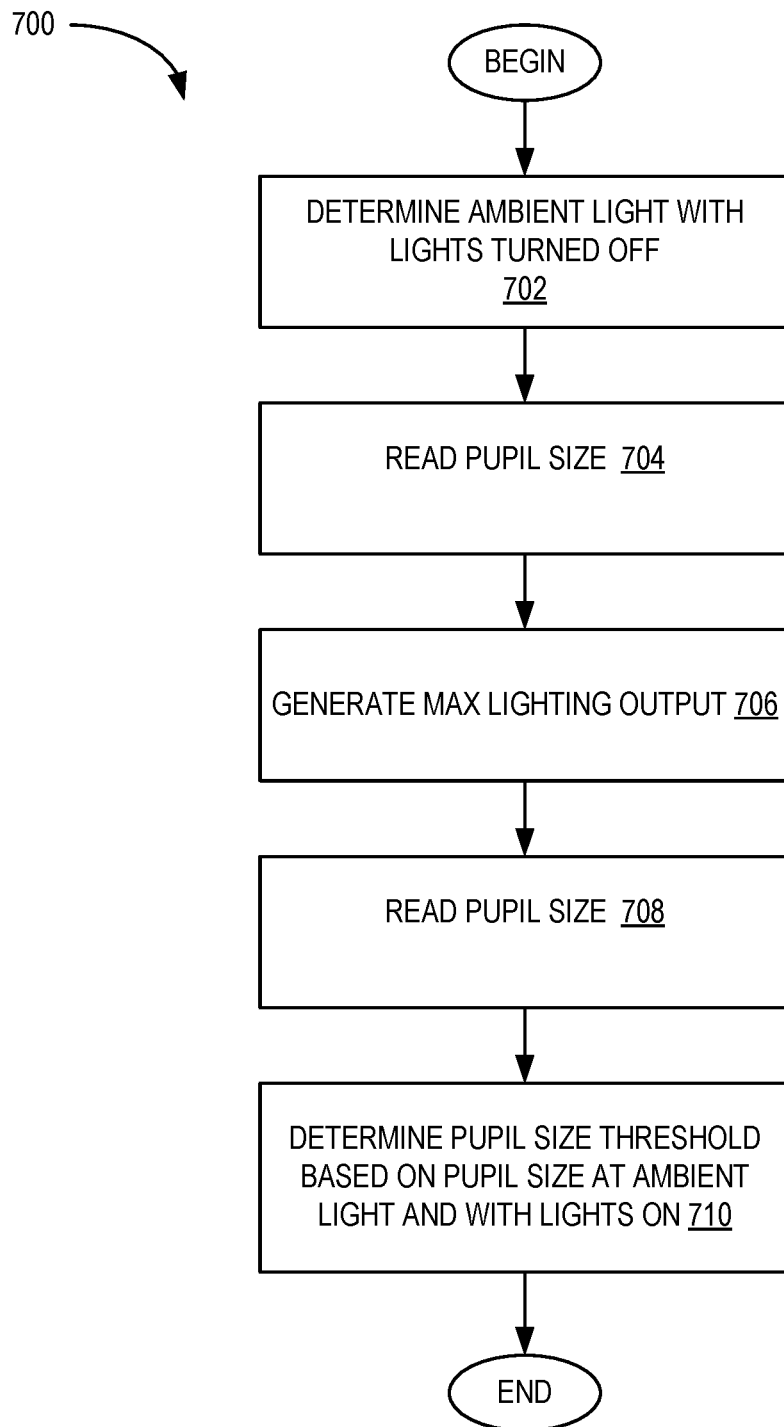 700
BEGIN
DETERMINE AMBIENT LIGHT WITH
LIGHTS TURNED OFF
702
READ PUPIL SIZE 704
GENERATE MAX LIGHTING OUTPUT 706
READ PUPIL SIZE 708
DETERMINE PUPIL SIZE THRESHOLD
BASED ON PUPIL SIZE AT AMBIENT
LIGHT AND WITH LIGHTS ON 710
END